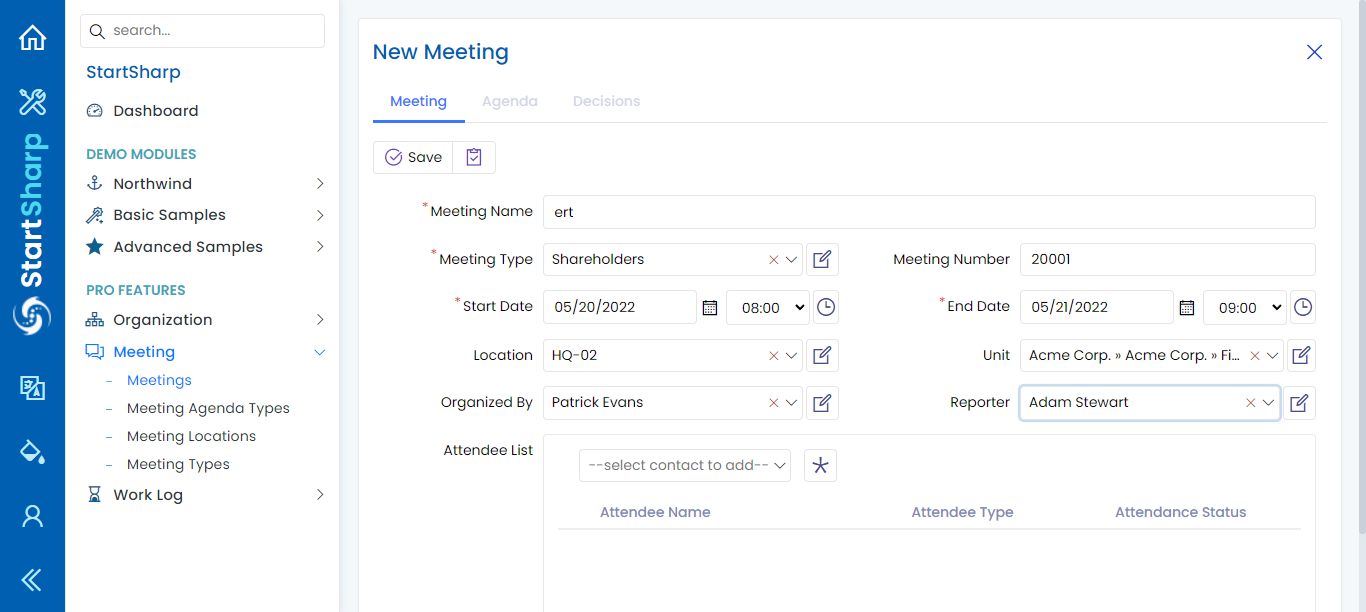 StartSharp
search...
StartSharp
Dashboard
DEMO MODULES
Northwind
Basic Samples
Advanced Samples
PRO FEATURES
Organization
Meeting
– Meetings
– Meeting Agenda Types
– Meeting Locations
– Meeting Types
Work Log
New Meeting
Meeting Agenda Decisions
Save
* Meeting Name ert
* Meeting Type Shareholders Meeting Number 20001
* Start Date 05/20/2022 08:00 * End Date 05/21/2022 09:00
Location HQ-02 Unit Acme Corp. » Acme Corp. » Fi...
Organized By Patrick Evans Reporter Adam Stewart
Attendee List
--select contact to add--
Attendee Name Attendee Type Attendance Status